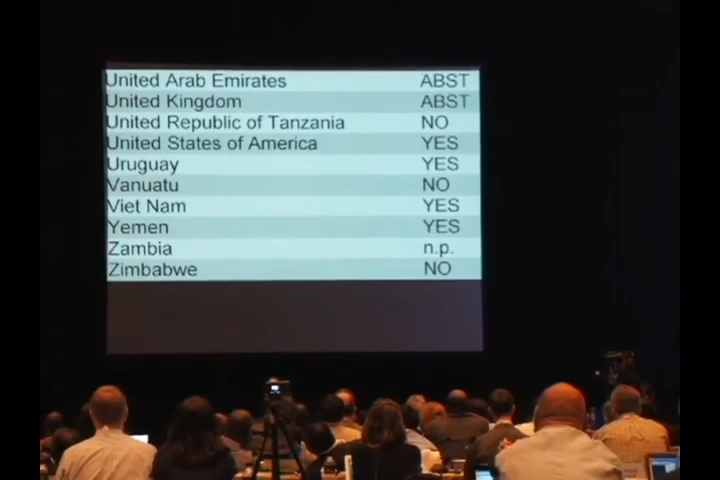 United Arab Emirates ABST
United Kingdom ABST
United Republic of Tanzania NO
United States of America YES
Uruguay YES
Vanuatu NO
Viet Nam YES
Yemen YES
Zambia n.p.
Zimbabwe NO